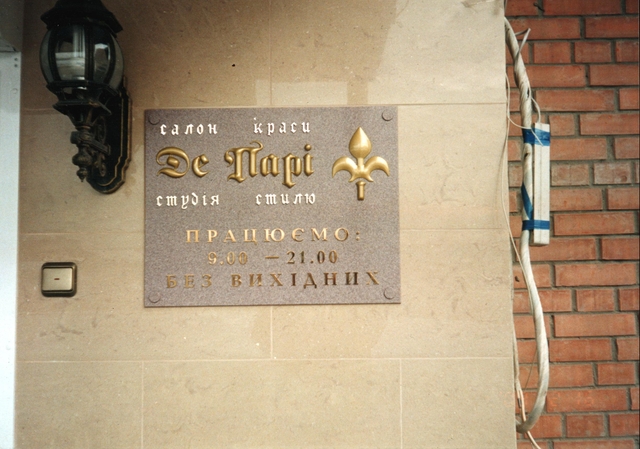 салон краси
Де Парі
студія стилю
ПРАЦЮЄМО:
9.00 — 21.00
БЕЗ ВИХІДНИХ